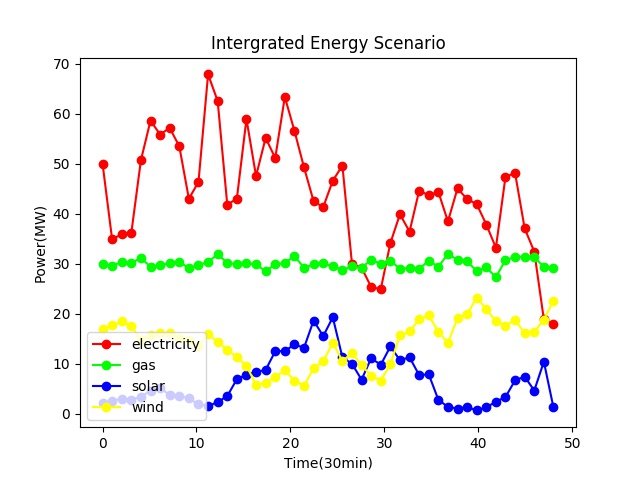 Intergrated Energy Scenario
Power(MW)
70
60
50
40
30
20
10
0
electricity
gas
solar
wind
0 10 20 30 40 50
Time(30min)